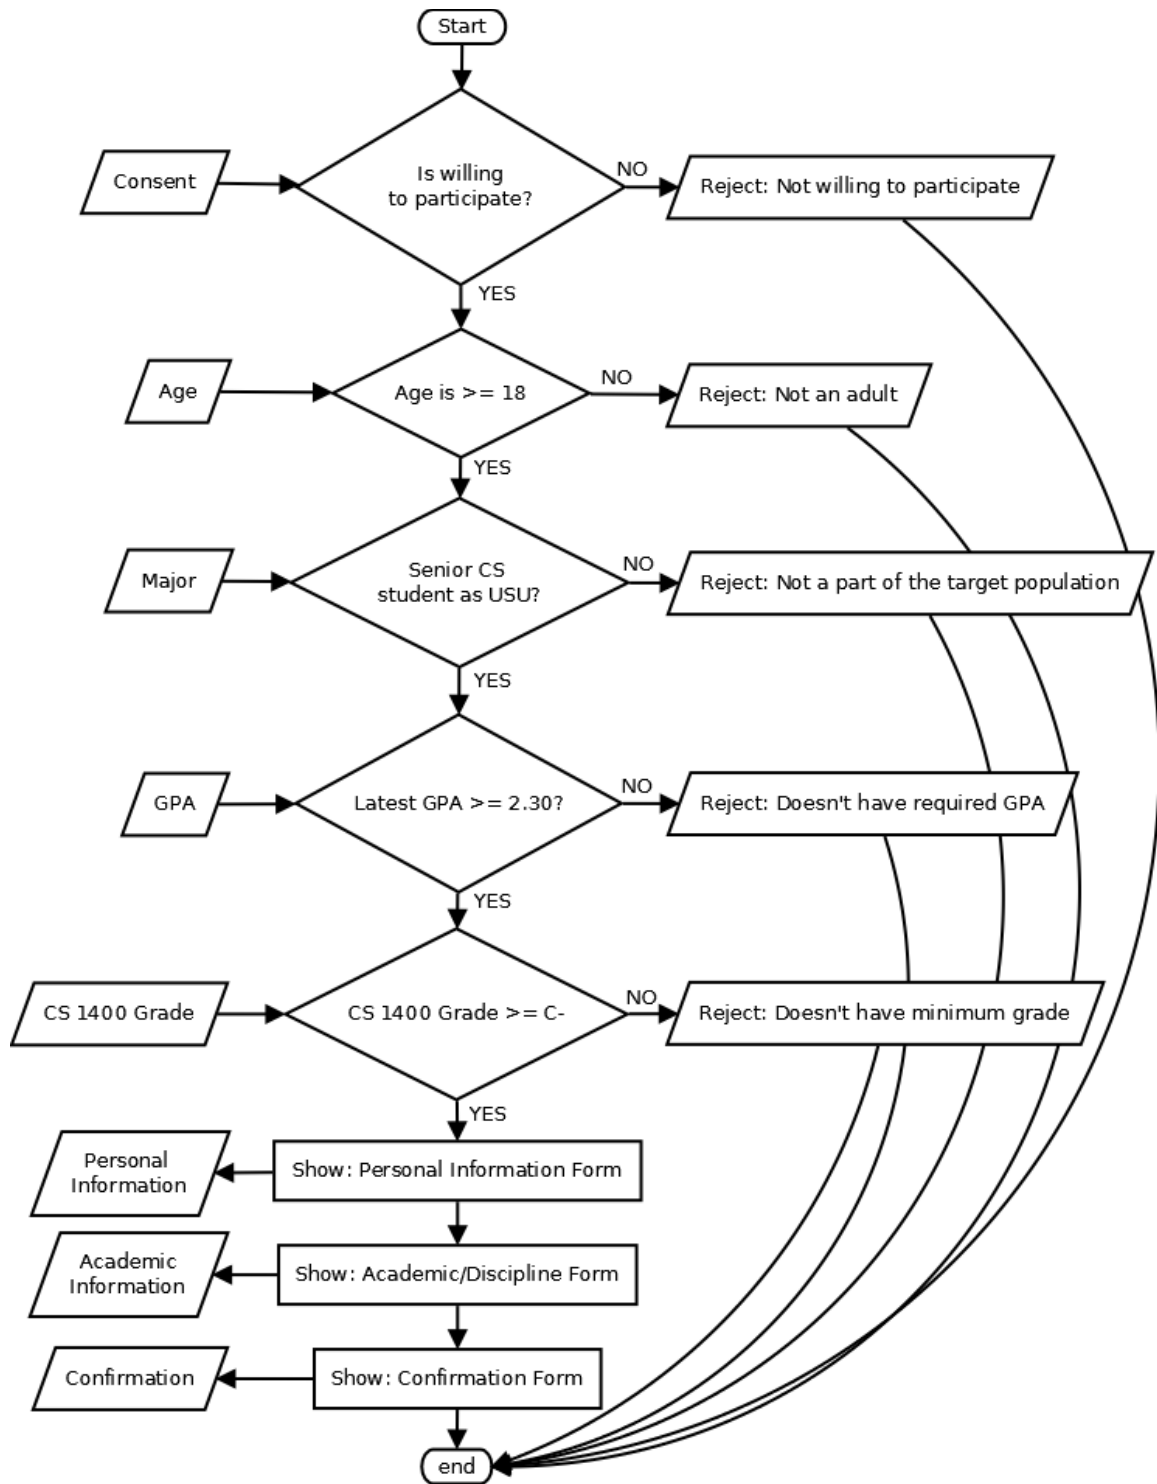 Start
Consent
Is willing
to participate?
NO
Reject: Not willing to participate
YES
Age
Age is >= 18
NO
Reject: Not an adult
YES
Major
Senior CS
student as USU?
NO
Reject: Not a part of the target population
YES
GPA
Latest GPA >= 2.30?
NO
Reject: Doesn't have required GPA
YES
CS 1400 Grade
CS 1400 Grade >= C-
NO
Reject: Doesn't have minimum grade
YES
Personal
Information
Show: Personal Information Form
Academic
Information
Show: Academic/Discipline Form
Confirmation
Show: Confirmation Form
end